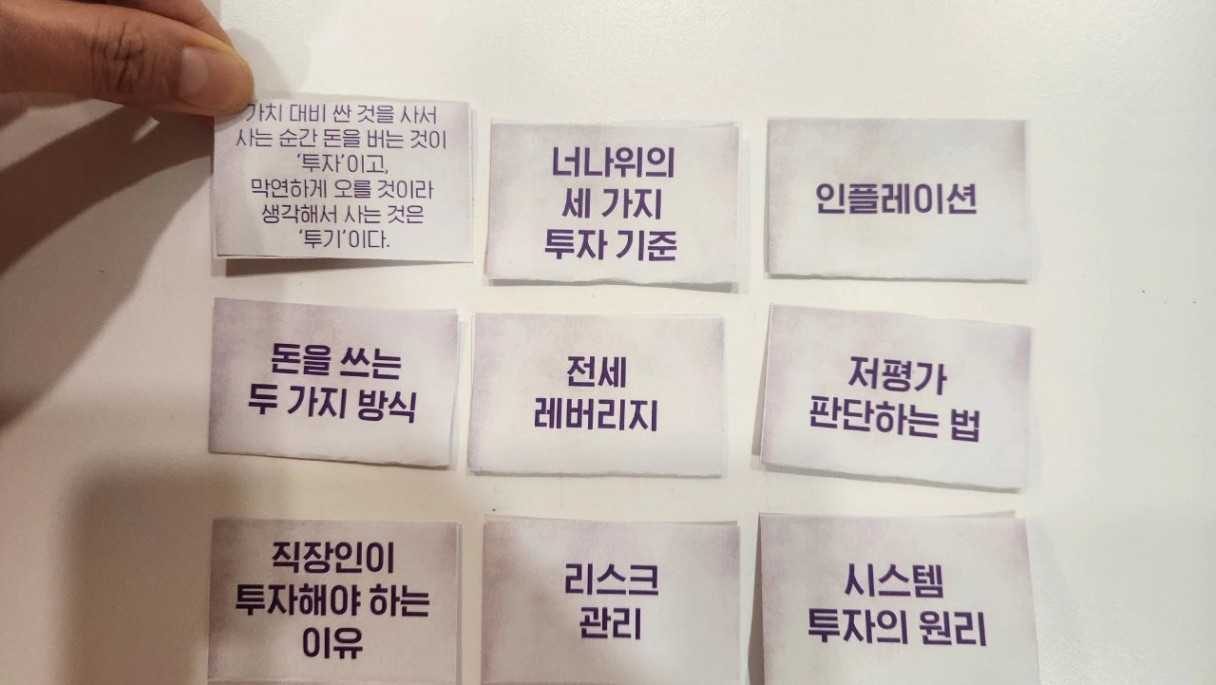 가치 대비 싼 것을 사서
사는 순간 돈을 버는 것이
‘투자’이고,
막연하게 오를 것이라
생각해서 사는 것은
‘투기’이다.
너나위의
세 가지
투자 기준
인플레이션
돈을 쓰는
두 가지 방식
전세
레버리지
저평가
판단하는 법
직장인이
투자해야 하는
이유
리스크
관리
시스템
투자의 원리